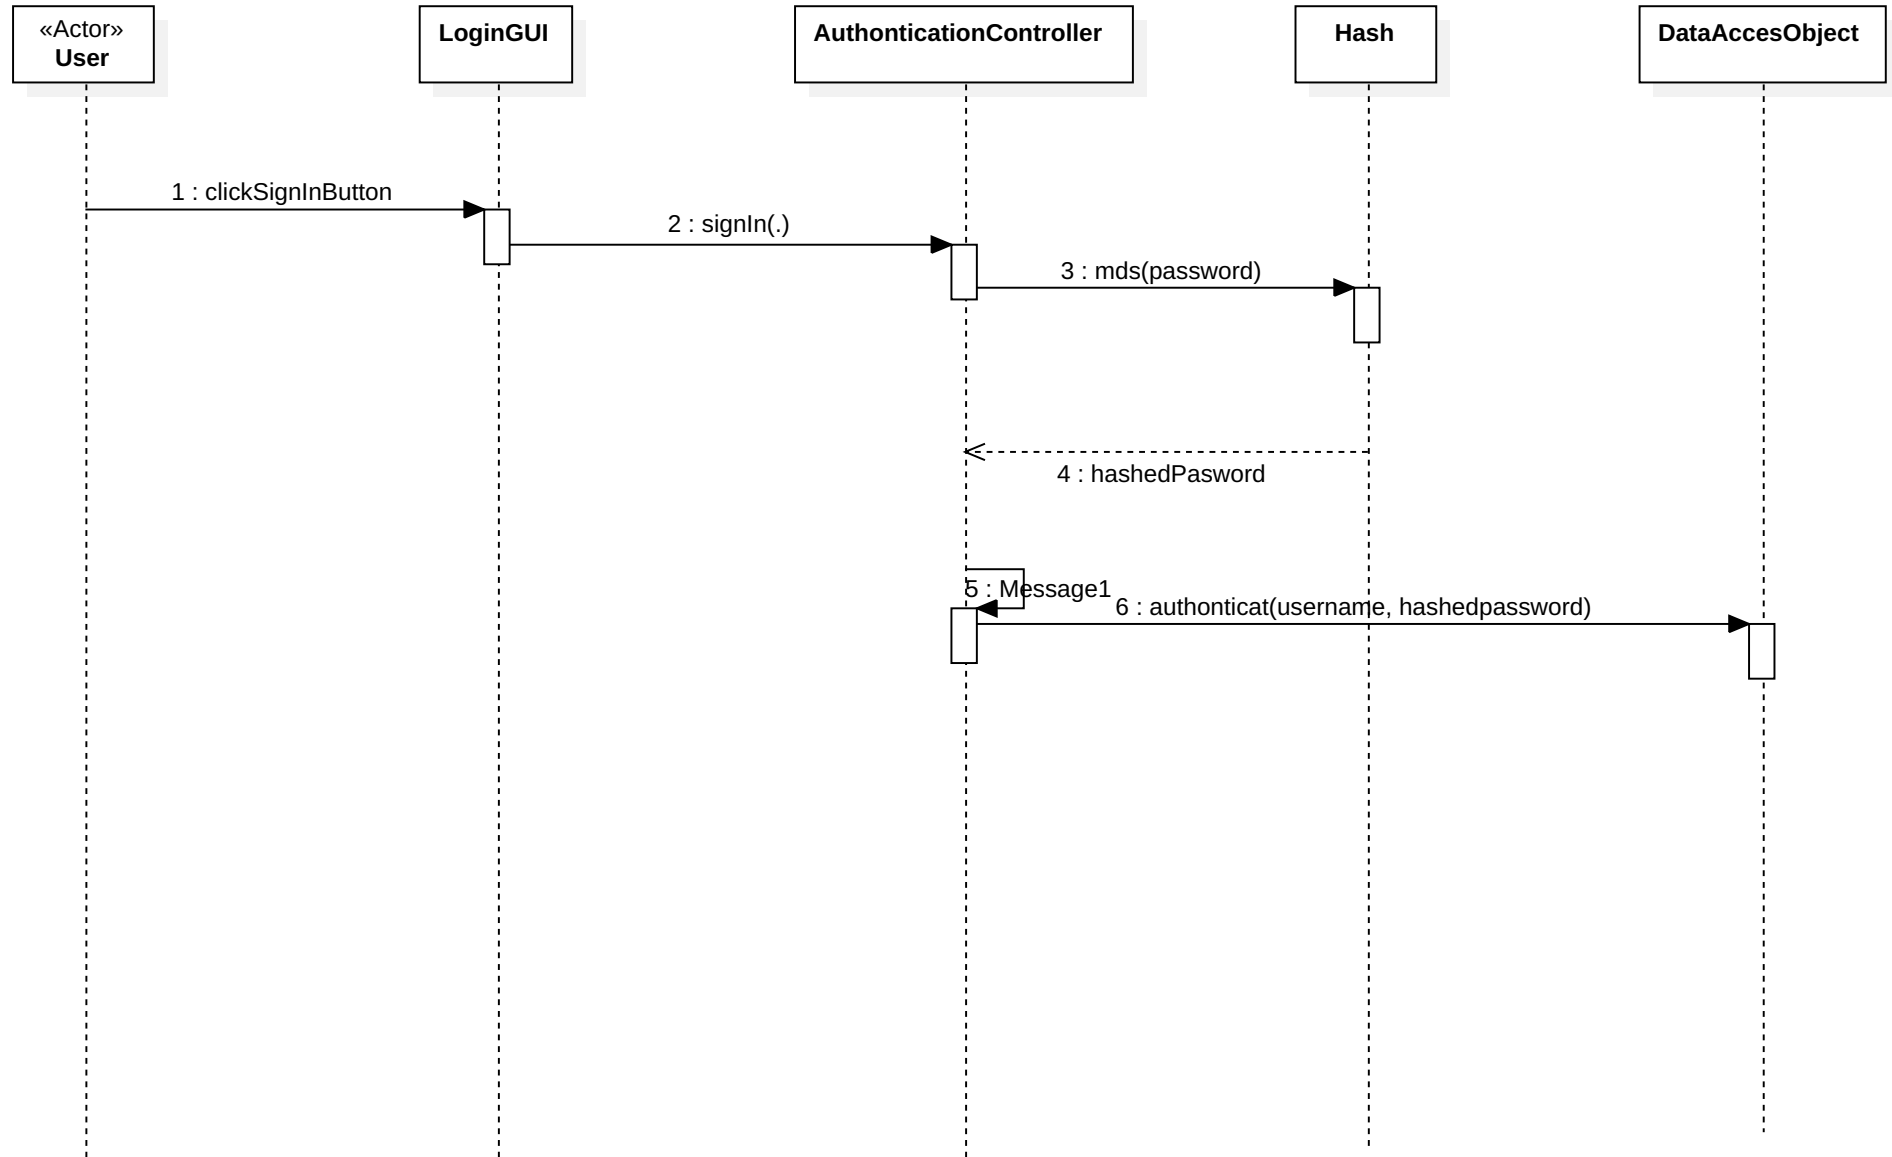 «Actor»
User
LoginGUI
AuthonticationController
Hash
DataAccesObject
1 : clickSignInButton
2 : signIn(.)
3 : mds(password)
4 : hashedPasword
5 : Message1
6 : authonticat(username, hashedpassword)